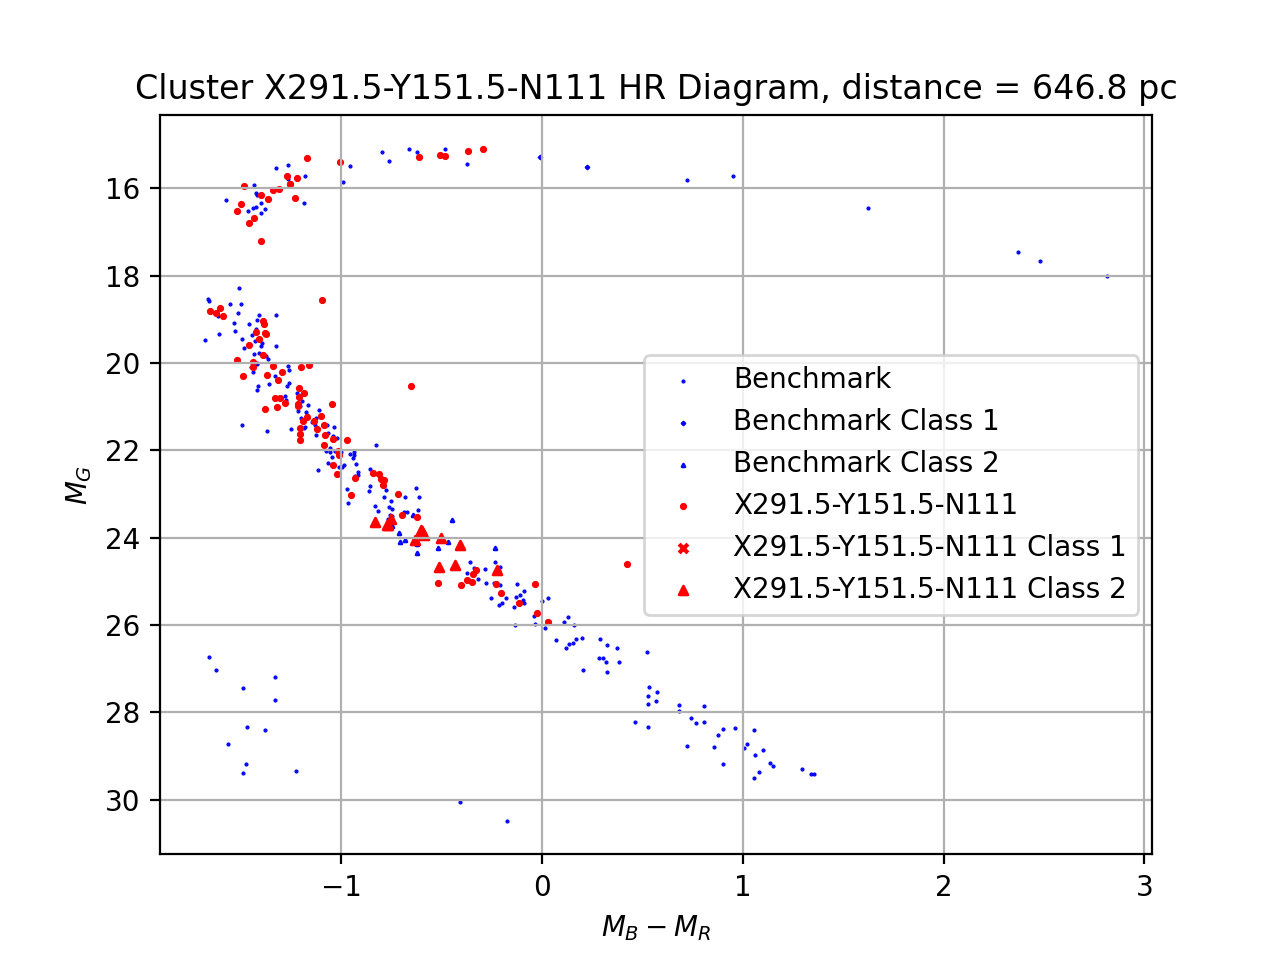 Cluster X291.5-Y151.5-N111 HR Diagram, distance = 646.8 pc
16
18
20
22
24
26
28
30
M_G
Benchmark
Benchmark Class 1
Benchmark Class 2
X291.5-Y151.5-N111
X291.5-Y151.5-N111 Class 1
X291.5-Y151.5-N111 Class 2
−1 0 1 2 3
M_B − M_R